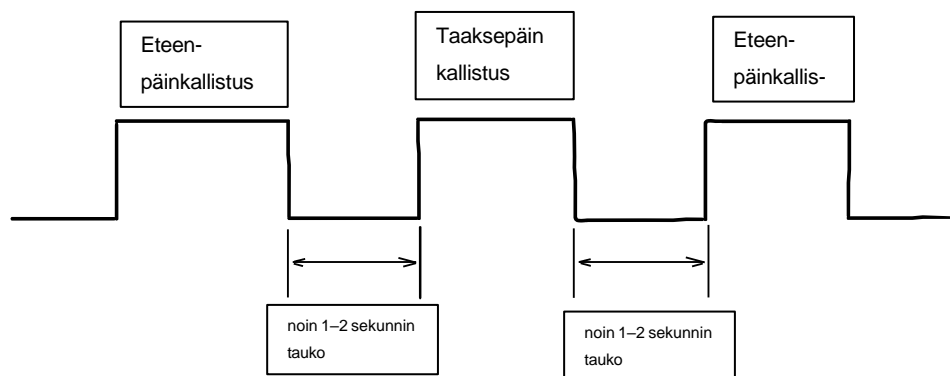 Eteen-
päinkallistus
Taaksepäin
kallistus
Eteen-
päinkallis-
noin 1–2 sekunnin
tauko
noin 1–2 sekunnin
tauko